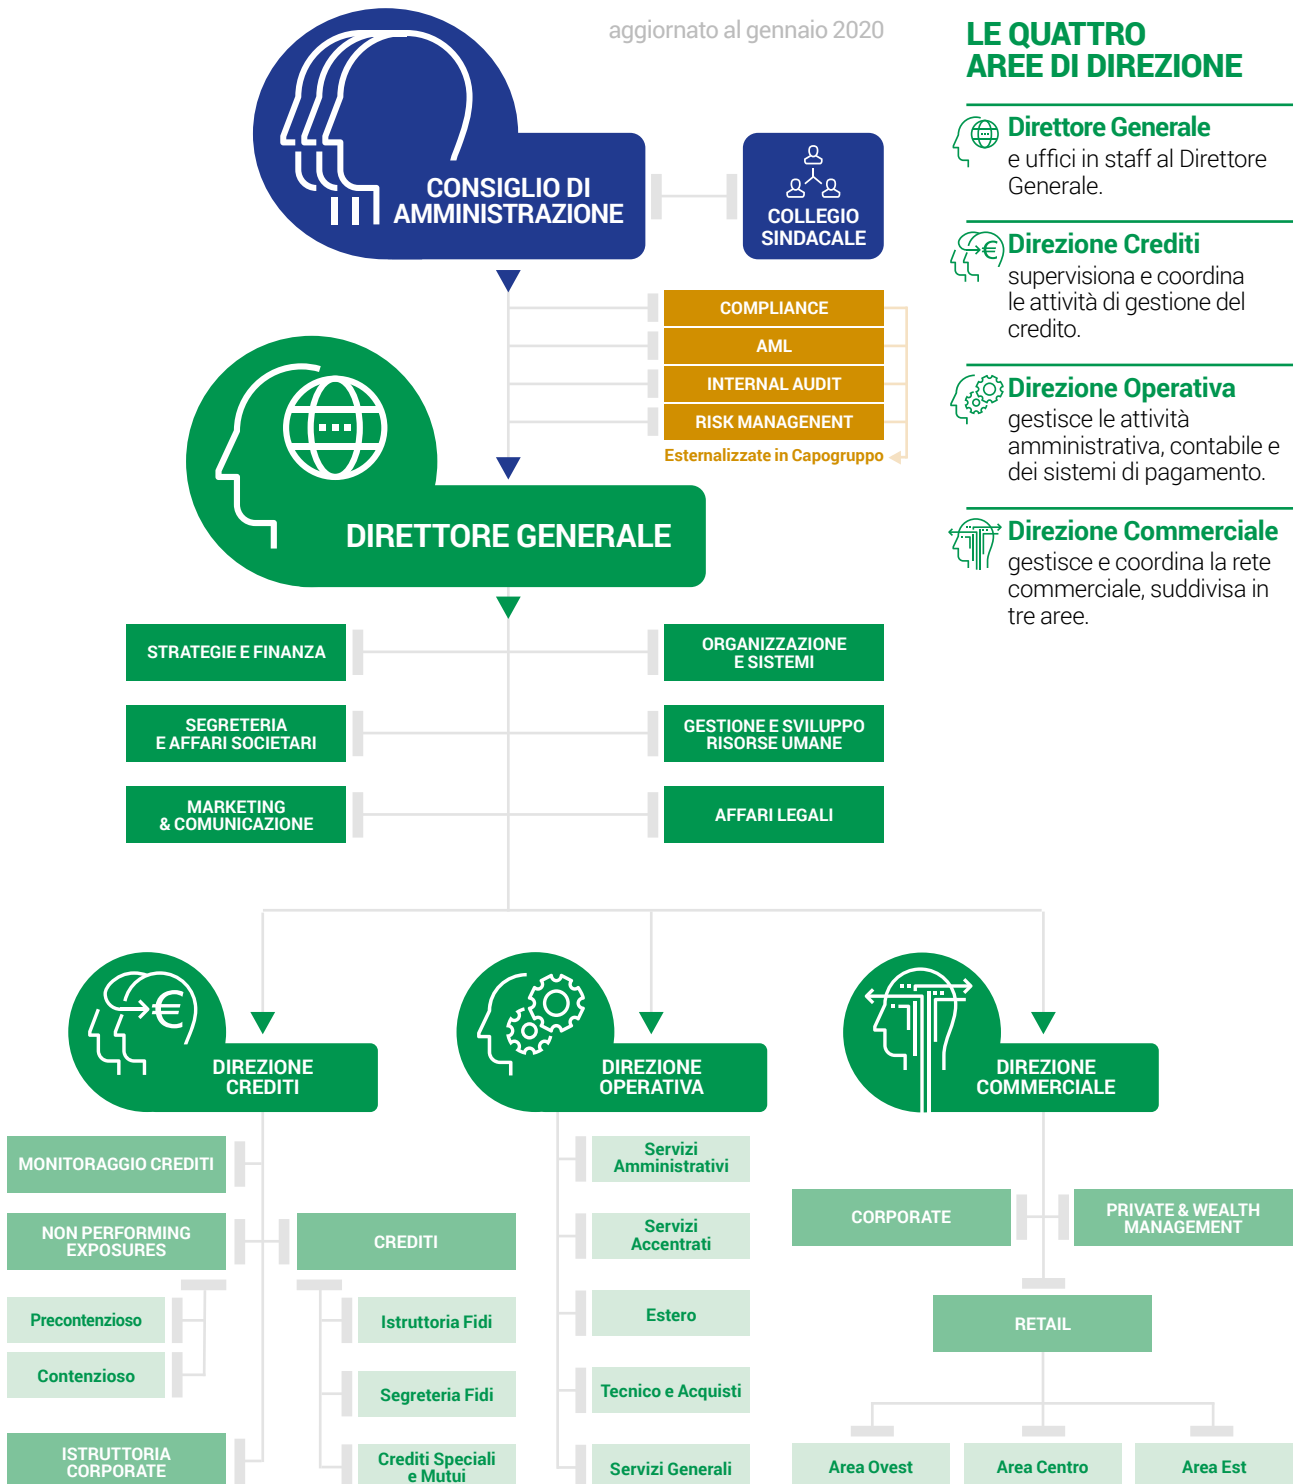 aggiornato al gennaio 2020
CONSIGLIO DI
AMMINISTRAZIONE
COLLEGIO
SINDACALE
COMPLIANCE
AML
INTERNAL AUDIT
RISK MANAGENENT
Esternalizzate in Capogruppo
DIRETTORE GENERALE
STRATEGIE E FINANZA
ORGANIZZAZIONE
E SISTEMI
SEGRETERIA
E AFFARI SOCIETARI
GESTIONE E SVILUPPO
RISORSE UMANE
MARKETING
& COMUNICAZIONE
AFFARI LEGALI
LE QUATTRO
AREE DI DIREZIONE
Direttore Generale
e uffici in staff al Direttore
Generale.
Direzione Crediti
supervisiona e coordina
le attività di gestione del
credito.
Direzione Operativa
gestisce le attività
amministrativa, contabile e
dei sistemi di pagamento.
Direzione Commerciale
gestisce e coordina la rete
commerciale, suddivisa in
tre aree.
DIREZIONE
CREDITI
MONITORAGGIO CREDITI
NON PERFORMING
EXPOSURES
CREDITI
Precontenzioso
Contenzioso
Istruttoria Fidi
Segreteria Fidi
ISTRUTTORIA
CORPORATE
Crediti Speciali
e Mutui
DIREZIONE
OPERATIVA
Servizi
Amministrativi
Servizi
Accentrati
Estero
Tecnico e Acquisti
Servizi Generali
DIREZIONE
COMMERCIALE
CORPORATE
PRIVATE & WEALTH
MANAGEMENT
RETAIL
Area Ovest
Area Centro
Area Est